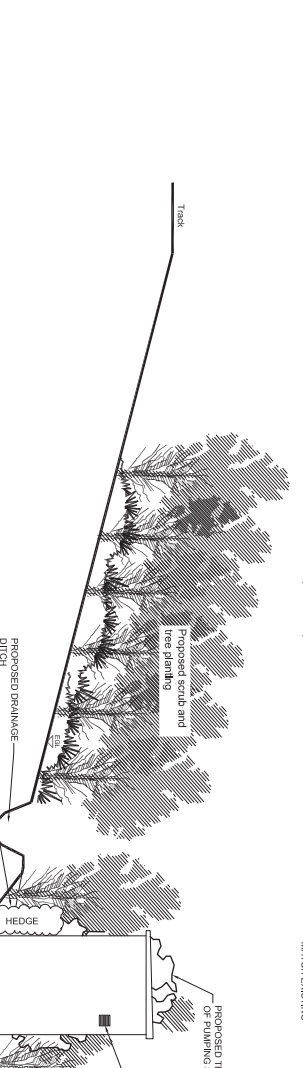 Track
Proposed scrub and
tree planting
EGL
PROPOSED DRAINAGE
DITCH
HEDGE
PROPOSED
OF PUMPING